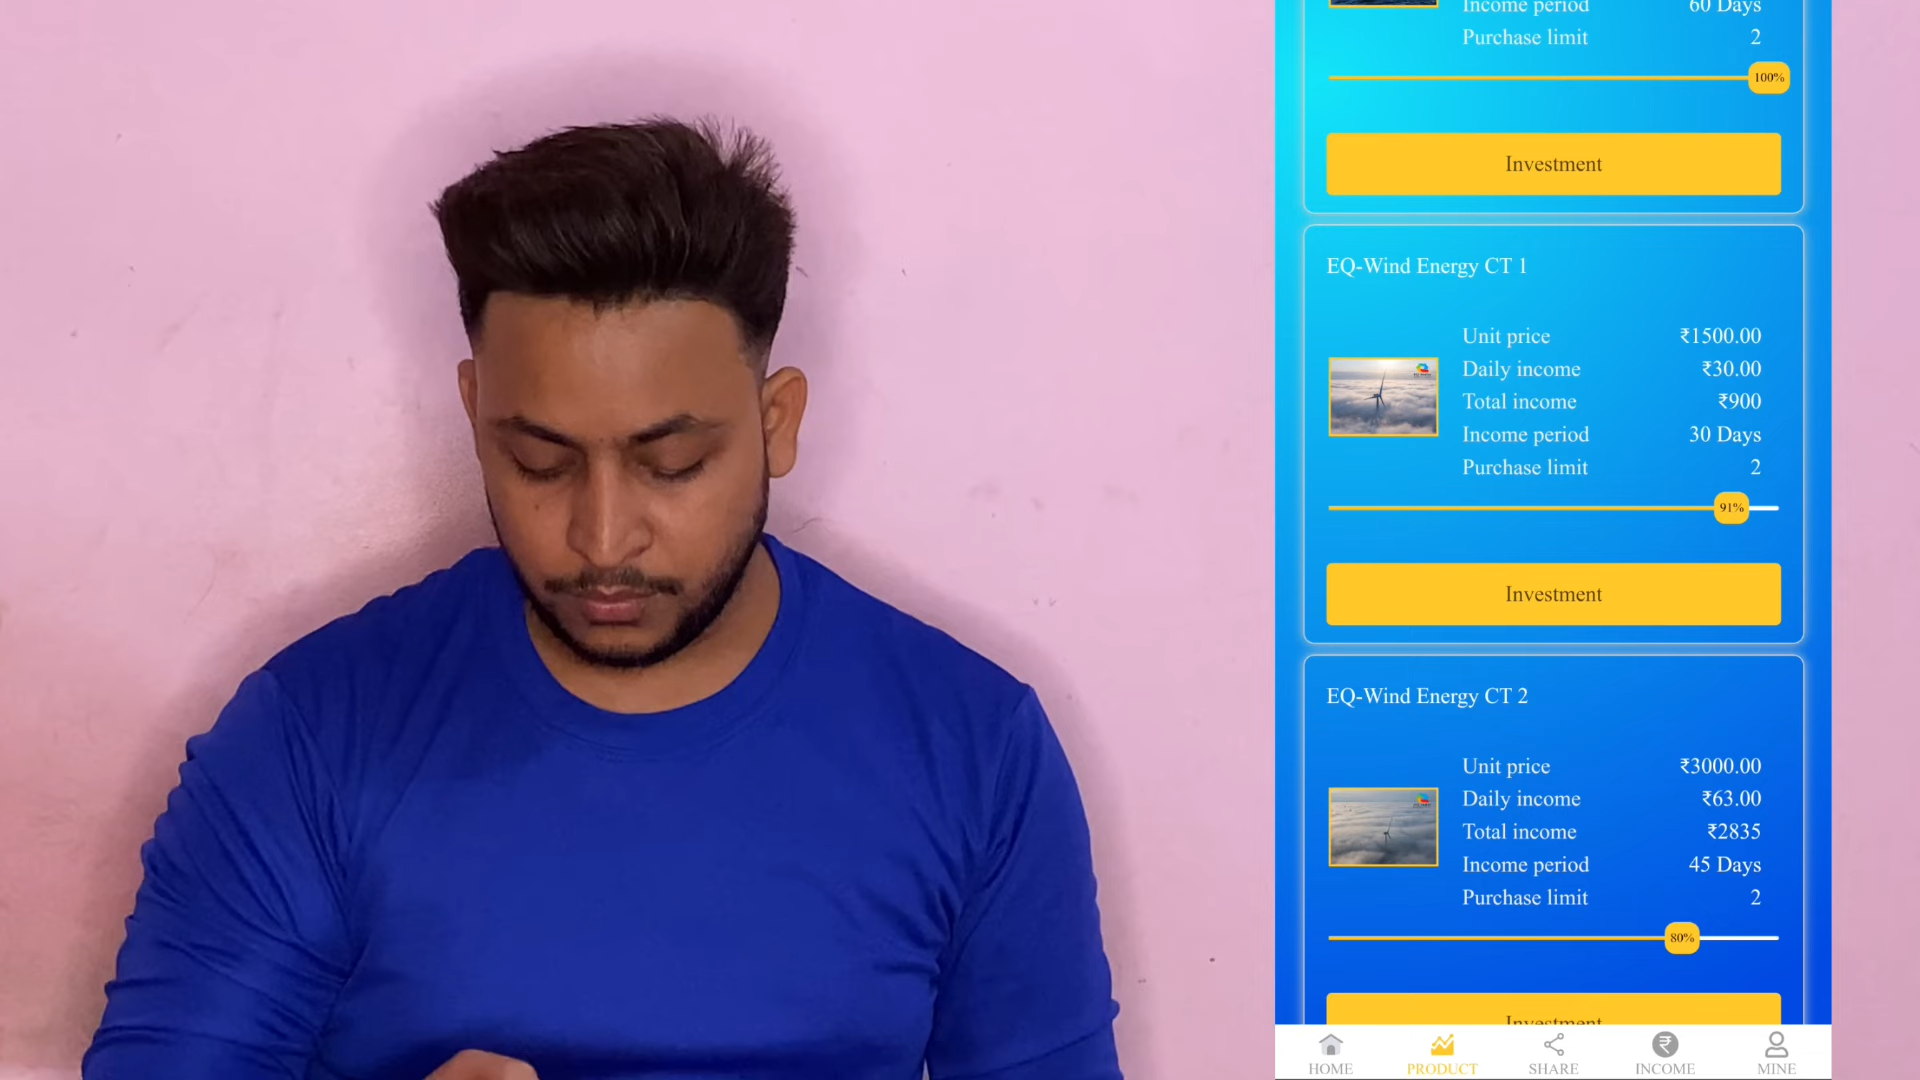 Income period 60 Days
Purchase limit 2
100%
Investment
EQ-Wind Energy CT 1
Unit price ₹1500.00
Daily income ₹30.00
Total income ₹900
Income period 30 Days
Purchase limit 2
91%
Investment
EQ-Wind Energy CT 2
Unit price ₹3000.00
Daily income ₹63.00
Total income ₹2835
Income period 45 Days
Purchase limit 2
80%
Investment
HOME PRODUCT SHARE INCOME MINE